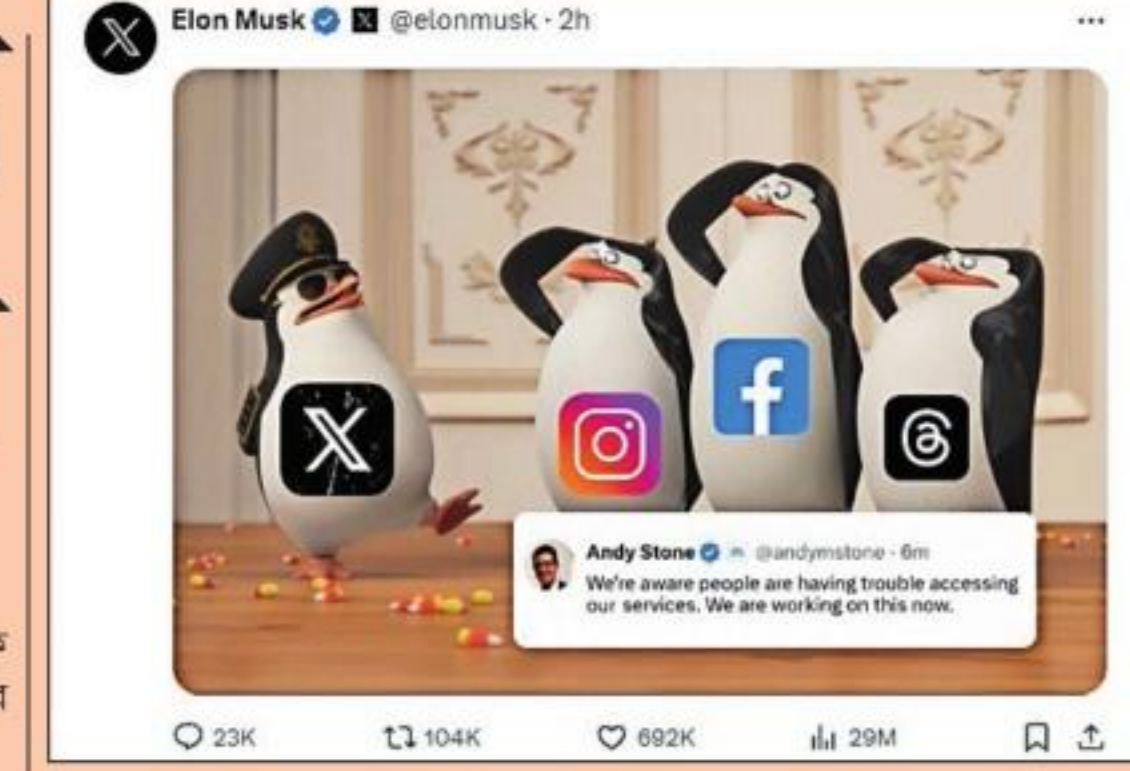 Elon Musk @elonmusk · 2h
Andy Stone @andymstone · 6m
We're aware people are having trouble accessing
our services. We are working on this now.
23K 104K 692K 29M